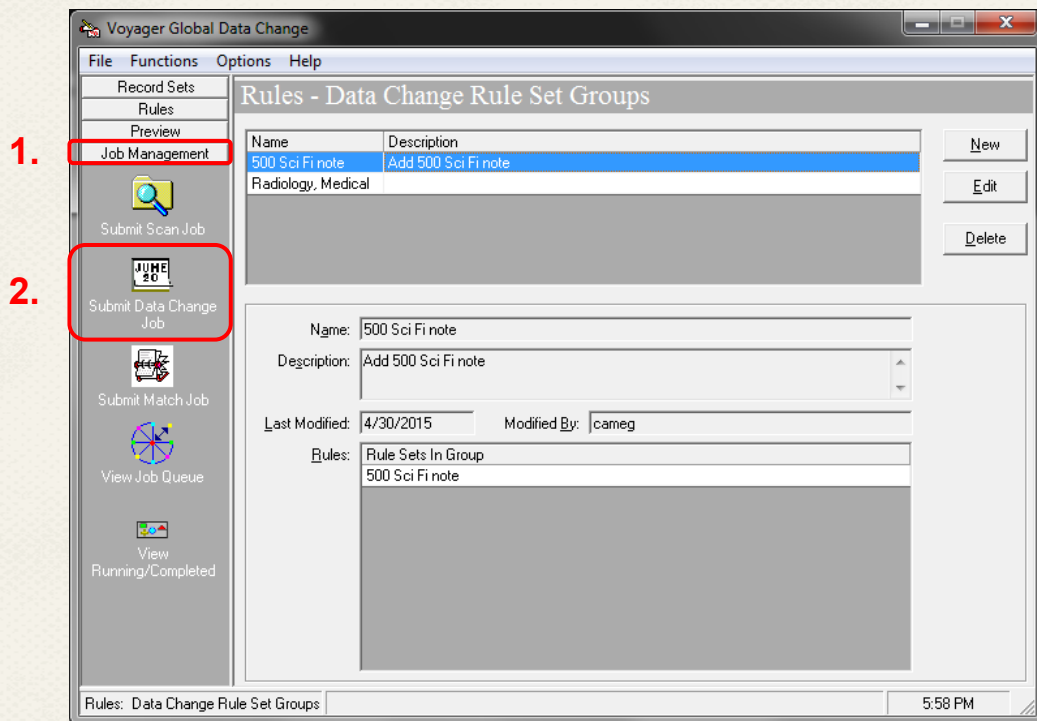 Voyager Global Data Change
File Functions Options Help
Record Sets
Rules
Preview
1.
Job Management
Submit Scan Job
JUNE
20
2.
Submit Data Change
Job
Submit Match Job
View Job Queue
View
Running/Completed
Rules - Data Change Rule Set Groups
Name Description
500 Sci Fi note Add 500 Sci Fi note
Radiology, Medical
New
Edit
Delete
Name: 500 Sci Fi note
Description: Add 500 Sci Fi note
Last Modified: 4/30/2015 Modified By: cameg
Rules: Rule Sets In Group
500 Sci Fi note
Rules: Data Change Rule Set Groups 5:58 PM